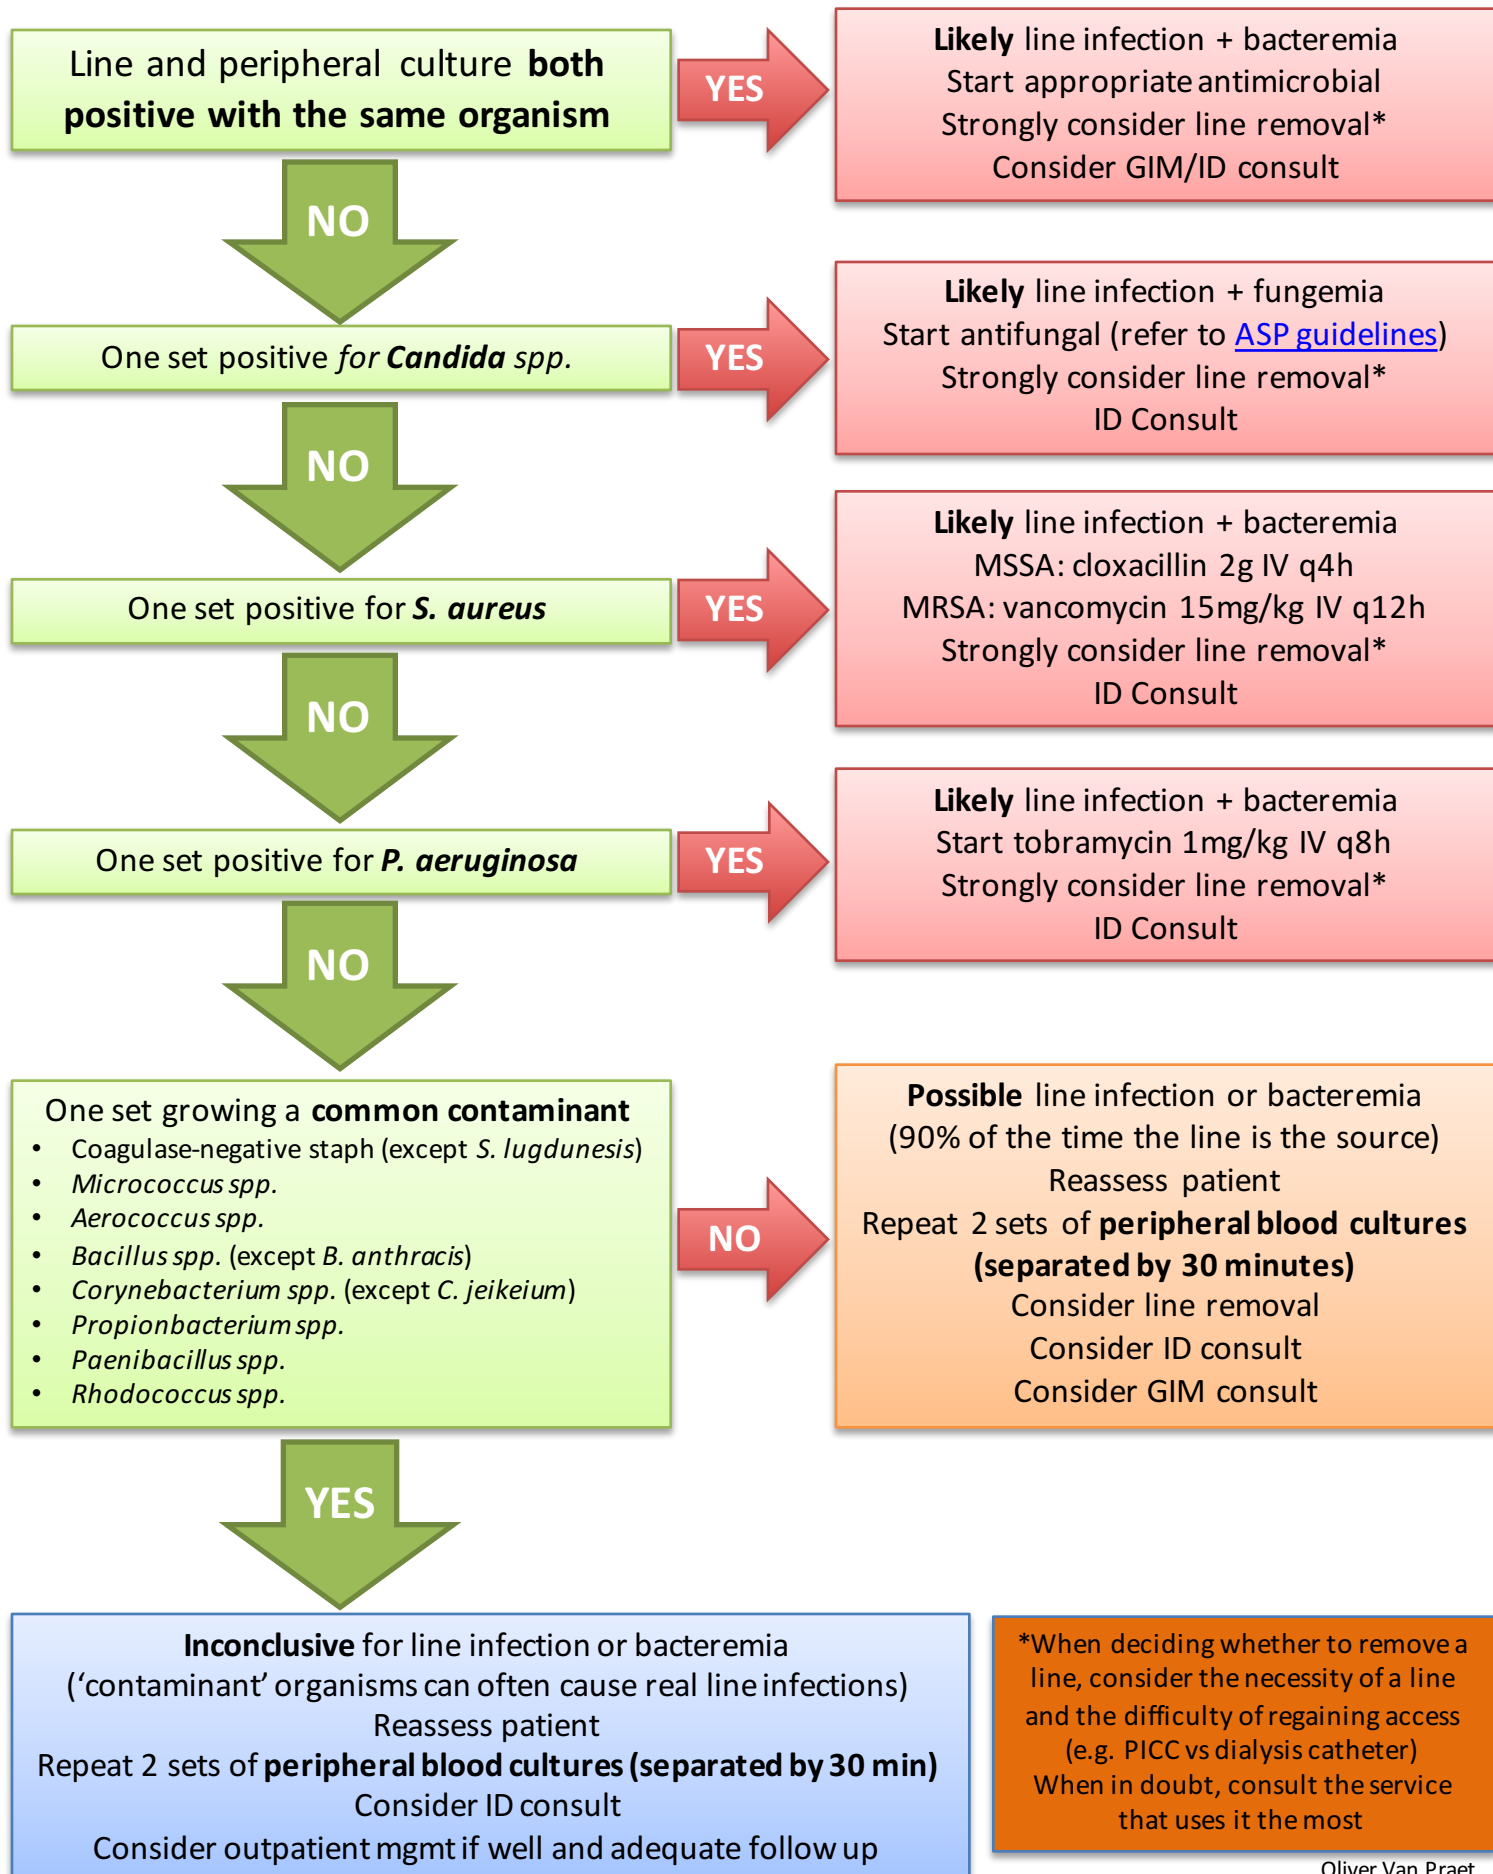 Line and peripheral culture both
positive with the same organism
YES
Likely line infection + bacteremia
Start appropriate antimicrobial
Strongly consider line removal*
Consider GIM/ID consult
NO
One set positive for Candida spp.
YES
Likely line infection + fungemia
Start antifungal (refer to ASP guidelines)
Strongly consider line removal*
ID Consult
NO
One set positive for S. aureus
YES
Likely line infection + bacteremia
MSSA: cloxacillin 2g IV q4h
MRSA: vancomycin 15mg/kg IV q12h
Strongly consider line removal*
ID Consult
NO
One set positive for P. aeruginosa
YES
Likely line infection + bacteremia
Start tobramycin 1mg/kg IV q8h
Strongly consider line removal*
ID Consult
NO
One set growing a common contaminant
• Coagulase-negative staph (except S. lugdunesis)
• Micrococcus spp.
• Aerococcus spp.
• Bacillus spp. (except B. anthracis)
• Corynebacterium spp. (except C. jeikeium)
• Propionbacterium spp.
• Paenibacillus spp.
• Rhodococcus spp.
NO
Possible line infection or bacteremia
(90% of the time the line is the source)
Reassess patient
Repeat 2 sets of peripheral blood cultures
(separated by 30 minutes)
Consider line removal
Consider ID consult
Consider GIM consult
YES
Inconclusive for line infection or bacteremia
(‘contaminant’ organisms can often cause real line infections)
Reassess patient
Repeat 2 sets of peripheral blood cultures (separated by 30 min)
Consider ID consult
Consider outpatient mgmt if well and adequate follow up
*When deciding whether to remove a
line, consider the necessity of a line
and the difficulty of regaining access
(e.g. PICC vs dialysis catheter)
When in doubt, consult the service
that uses it the most
Oliver Van Praet